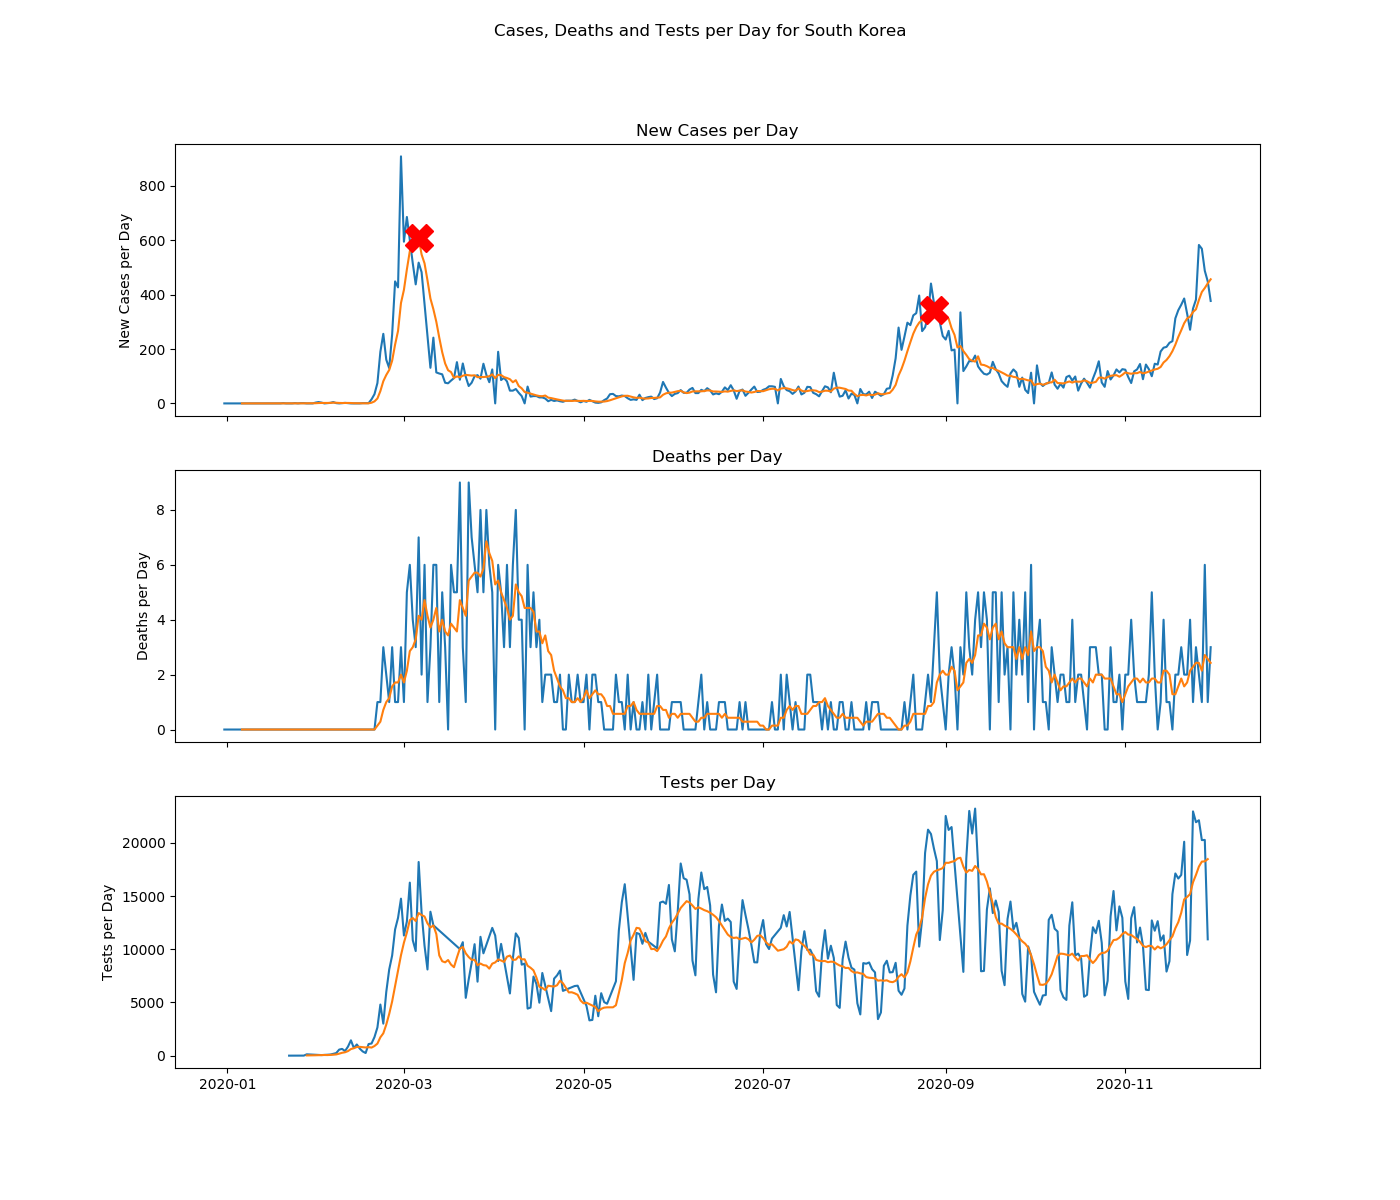 Cases, Deaths and Tests per Day for South Korea
New Cases per Day
New Cases per Day
800
600
400
200
0
Deaths per Day
Deaths per Day
8
6
4
2
0
Tests per Day
Tests per Day
20000
15000
10000
5000
0
2020-01 2020-03 2020-05 2020-07 2020-09 2020-11